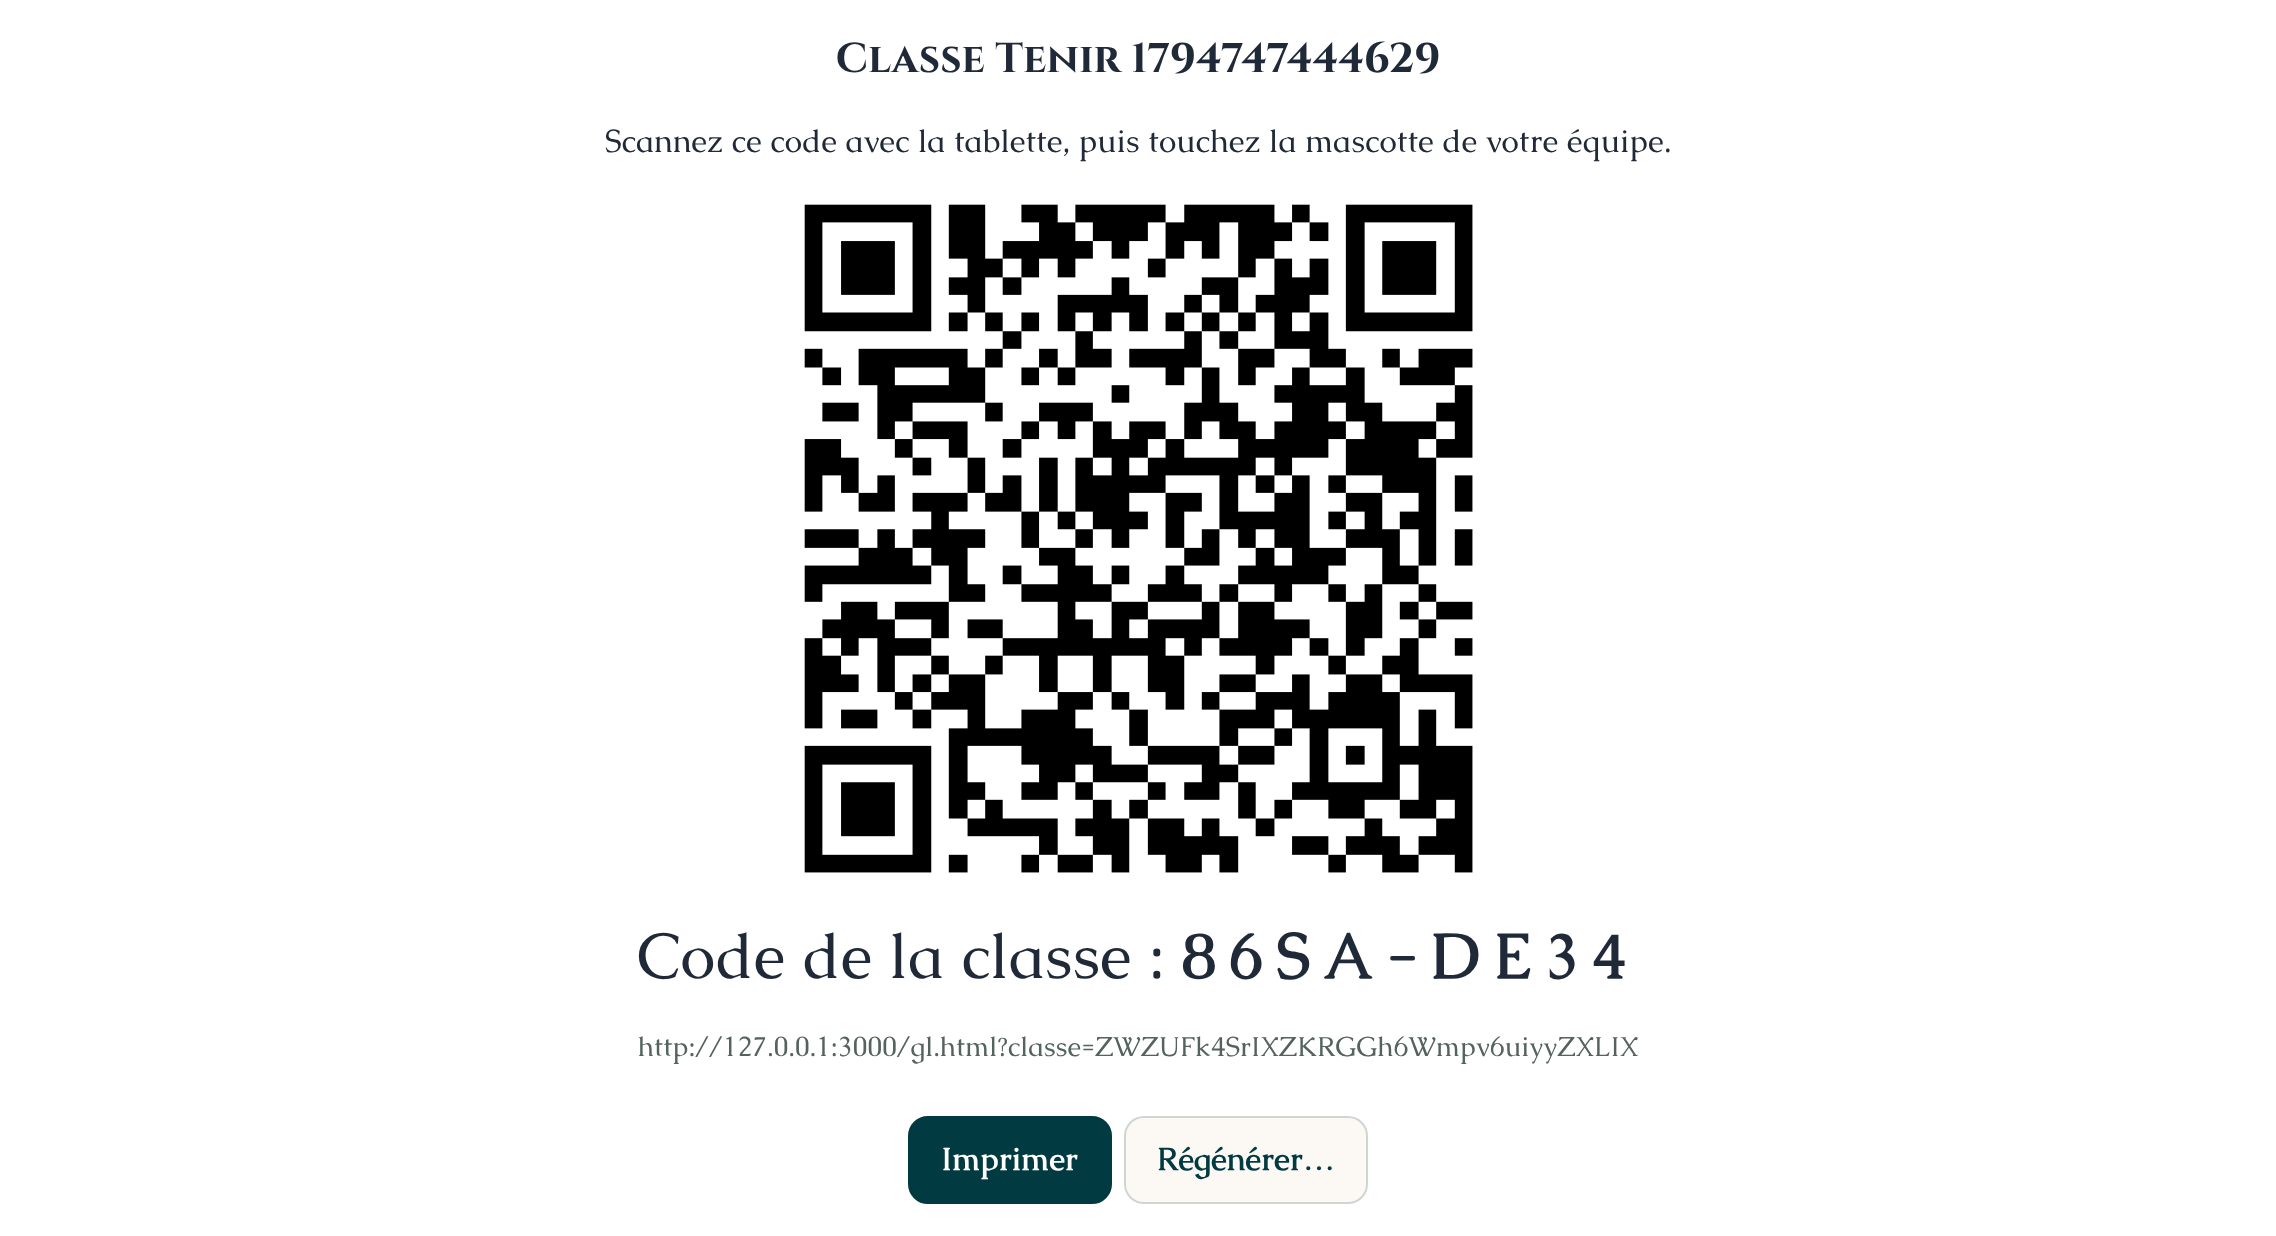 Classe Tenir 1794747444629
Scannez ce code avec la tablette, puis touchez la mascotte de votre équipe.
Code de la classe : 86SA-DE34
http://127.0.0.1:3000/gl.html?classe=ZWZUFk4SrIXZKRGGh6Wmpv6uiyyZXLIX
Imprimer
Régénérer…